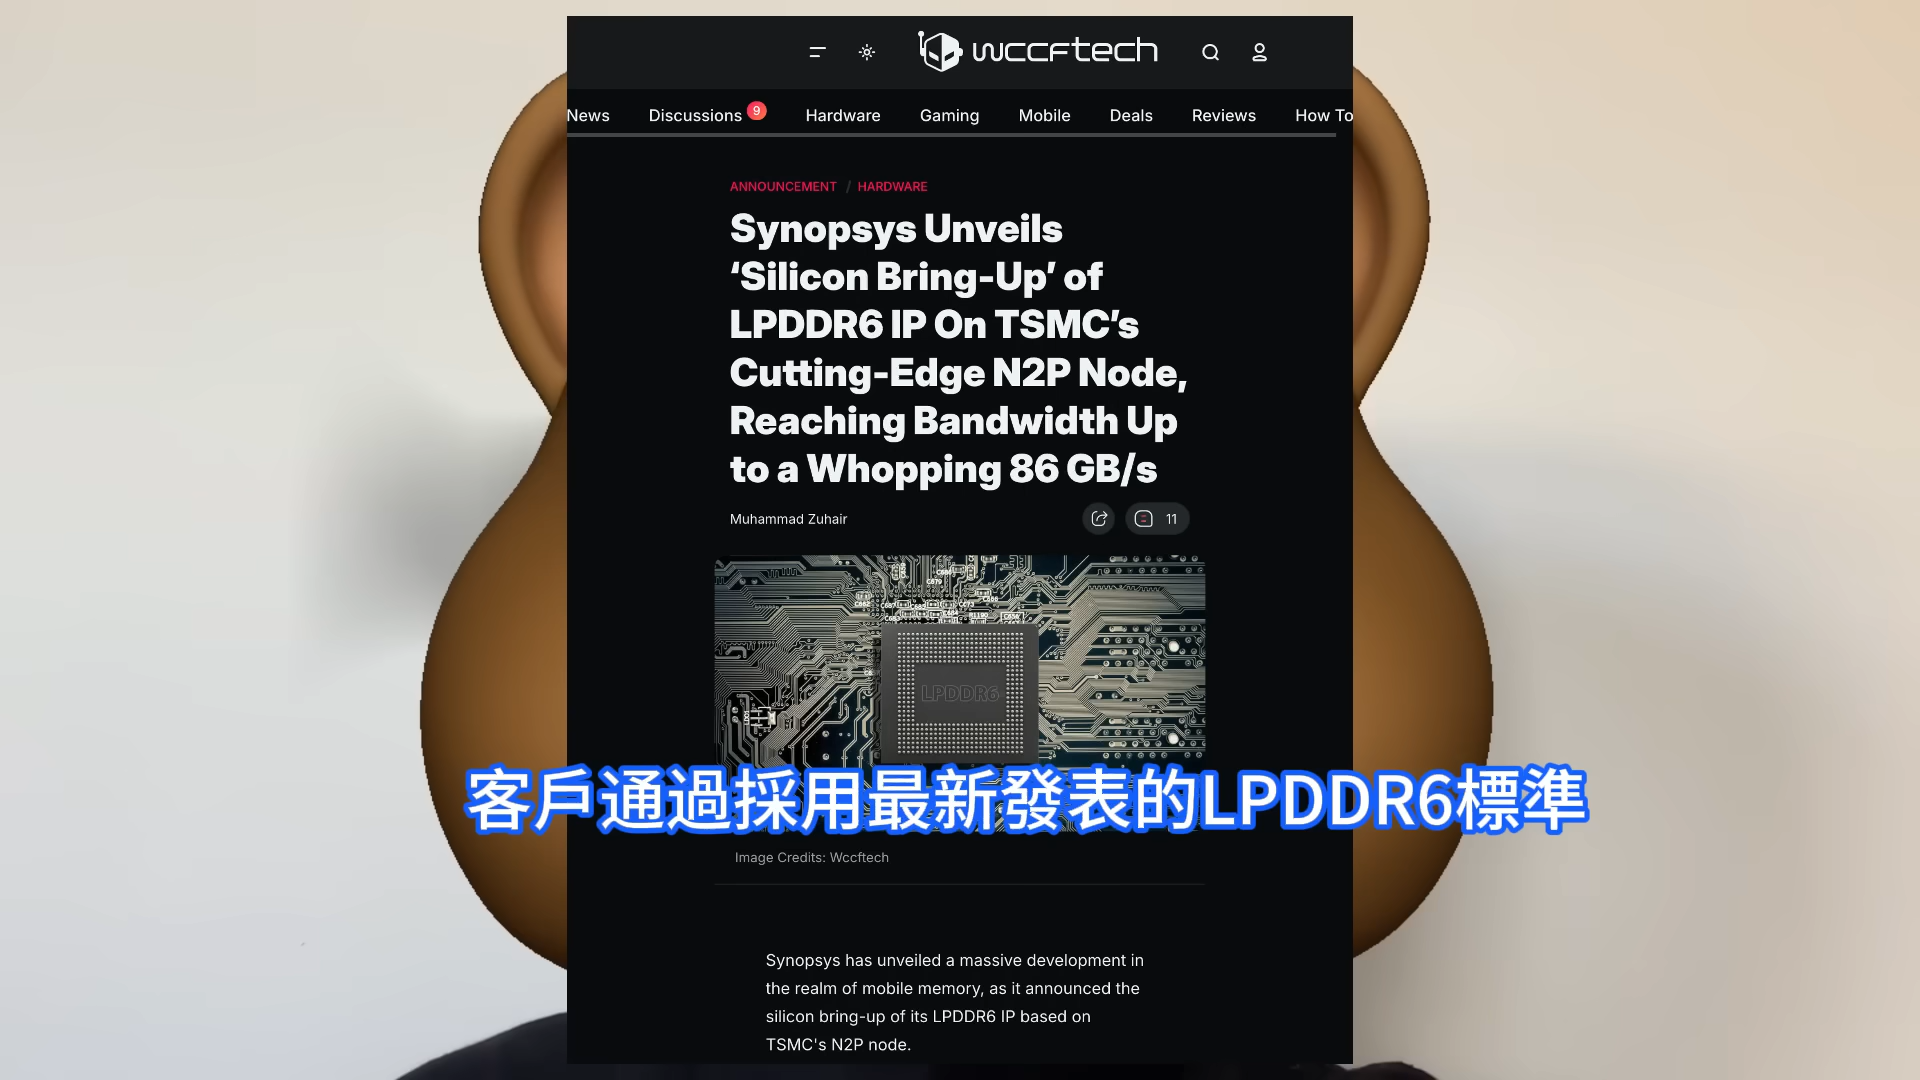 wccftech
News Discussions 9 Hardware Gaming Mobile Deals Reviews How To
ANNOUNCEMENT / HARDWARE
Synopsys Unveils
‘Silicon Bring-Up’ of
LPDDR6 IP On TSMC’s
Cutting-Edge N2P Node,
Reaching Bandwidth Up
to a Whopping 86 GB/s
Muhammad Zuhair
11
LPDDR6
客戶通過採用最新發表的LPDDR6標準
Image Credits: Wccftech
Synopsys has unveiled a massive development in
the realm of mobile memory, as it announced the
silicon bring-up of its LPDDR6 IP based on
TSMC's N2P node.